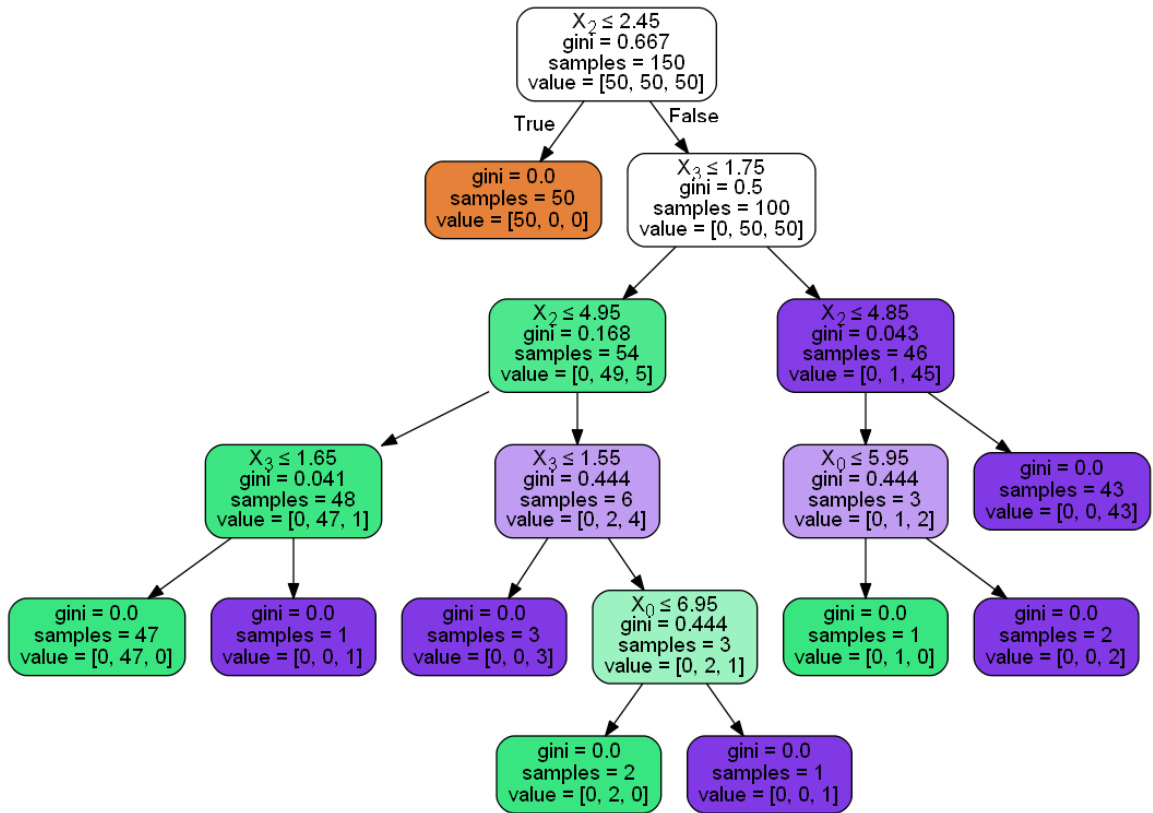 X2 ≤ 2.45
gini = 0.667
samples = 150
value = [50, 50, 50]
True
False
gini = 0.0
samples = 50
value = [50, 0, 0]
X3 ≤ 1.75
gini = 0.5
samples = 100
value = [0, 50, 50]
X2 ≤ 4.95
gini = 0.168
samples = 54
value = [0, 49, 5]
X2 ≤ 4.85
gini = 0.043
samples = 46
value = [0, 1, 45]
X3 ≤ 1.65
gini = 0.041
samples = 48
value = [0, 47, 1]
X3 ≤ 1.55
gini = 0.444
samples = 6
value = [0, 2, 4]
X0 ≤ 5.95
gini = 0.444
samples = 3
value = [0, 1, 2]
gini = 0.0
samples = 43
value = [0, 0, 43]
gini = 0.0
samples = 47
value = [0, 47, 0]
gini = 0.0
samples = 1
value = [0, 0, 1]
gini = 0.0
samples = 3
value = [0, 0, 3]
X0 ≤ 6.95
gini = 0.444
samples = 3
value = [0, 2, 1]
gini = 0.0
samples = 1
value = [0, 1, 0]
gini = 0.0
samples = 2
value = [0, 0, 2]
gini = 0.0
samples = 2
value = [0, 2, 0]
gini = 0.0
samples = 1
value = [0, 0, 1]